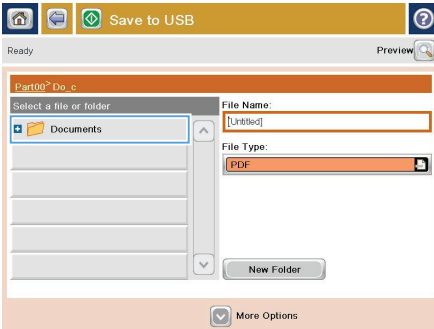 Save to USB
Ready
Preview
Part00>Do_c
Select a file or folder
File Name:
Documents
[Untitled]
File Type:
PDF
New Folder
More Options